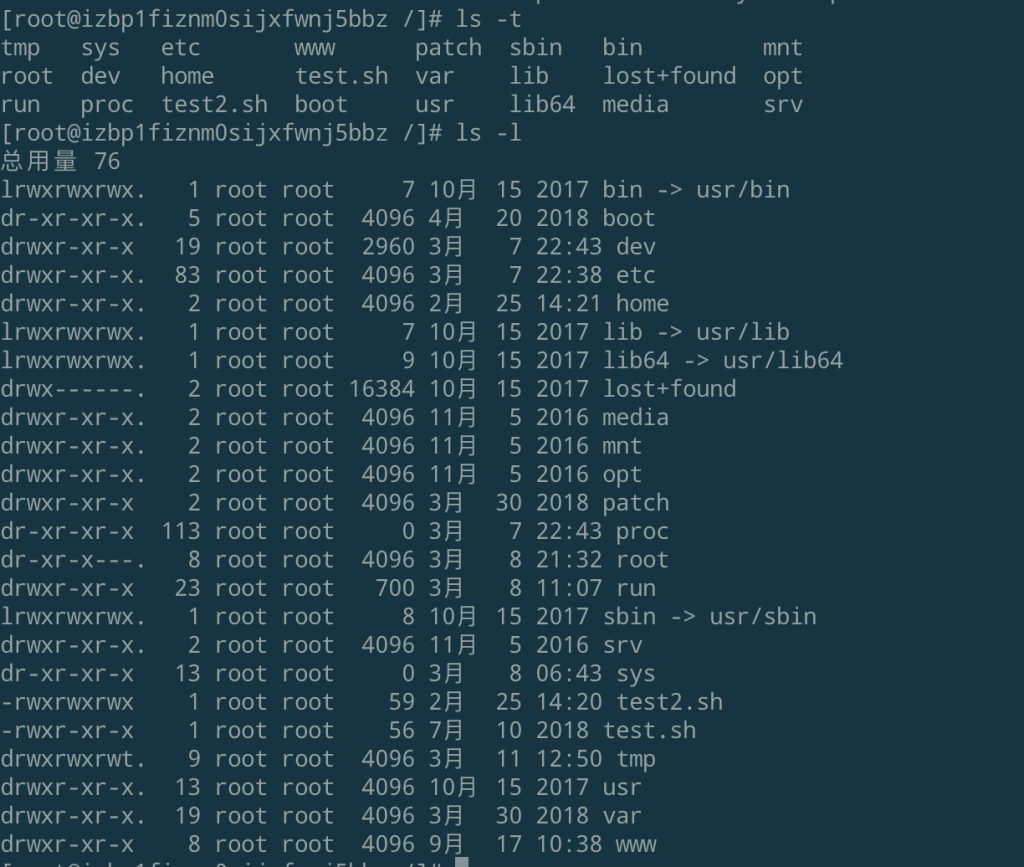 [root@izbp1fiznm0sijxfwnj5bbz /]# ls -t
tmp sys etc www patch sbin bin mnt
root dev home test.sh var lib lost+found opt
run proc test2.sh boot usr lib64 media srv
[root@izbp1fiznm0sijxfwnj5bbz /]# ls -l
总用量 76
lrwxrwxrwx. 1 root root 7 10月 15 2017 bin -> usr/bin
dr-xr-xr-x. 5 root root 4096 4月 20 2018 boot
drwxr-xr-x 19 root root 2960 3月 7 22:43 dev
drwxr-xr-x. 83 root root 4096 3月 7 22:38 etc
drwxr-xr-x. 2 root root 4096 2月 25 14:21 home
lrwxrwxrwx. 1 root root 7 10月 15 2017 lib -> usr/lib
lrwxrwxrwx. 1 root root 9 10月 15 2017 lib64 -> usr/lib64
drwx------. 2 root root 16384 10月 15 2017 lost+found
drwxr-xr-x. 2 root root 4096 11月 5 2016 media
drwxr-xr-x. 2 root root 4096 11月 5 2016 mnt
drwxr-xr-x. 2 root root 4096 11月 5 2016 opt
drwxr-xr-x 2 root root 4096 3月 30 2018 patch
dr-xr-xr-x 113 root root 0 3月 7 22:43 proc
dr-xr-x---. 8 root root 4096 3月 8 21:32 root
drwxr-xr-x 23 root root 700 3月 8 11:07 run
lrwxrwxrwx. 1 root root 8 10月 15 2017 sbin -> usr/sbin
drwxr-xr-x. 2 root root 4096 11月 5 2016 srv
dr-xr-xr-x 13 root root 0 3月 8 06:43 sys
-rwxrwxrwx 1 root root 59 2月 25 14:20 test2.sh
-rwxr-xr-x 1 root root 56 7月 10 2018 test.sh
drwxrwxrwt. 9 root root 4096 3月 11 12:50 tmp
drwxr-xr-x. 13 root root 4096 10月 15 2017 usr
drwxr-xr-x. 19 root root 4096 3月 30 2018 var
drwxr-xr-x 8 root root 4096 9月 17 10:38 www